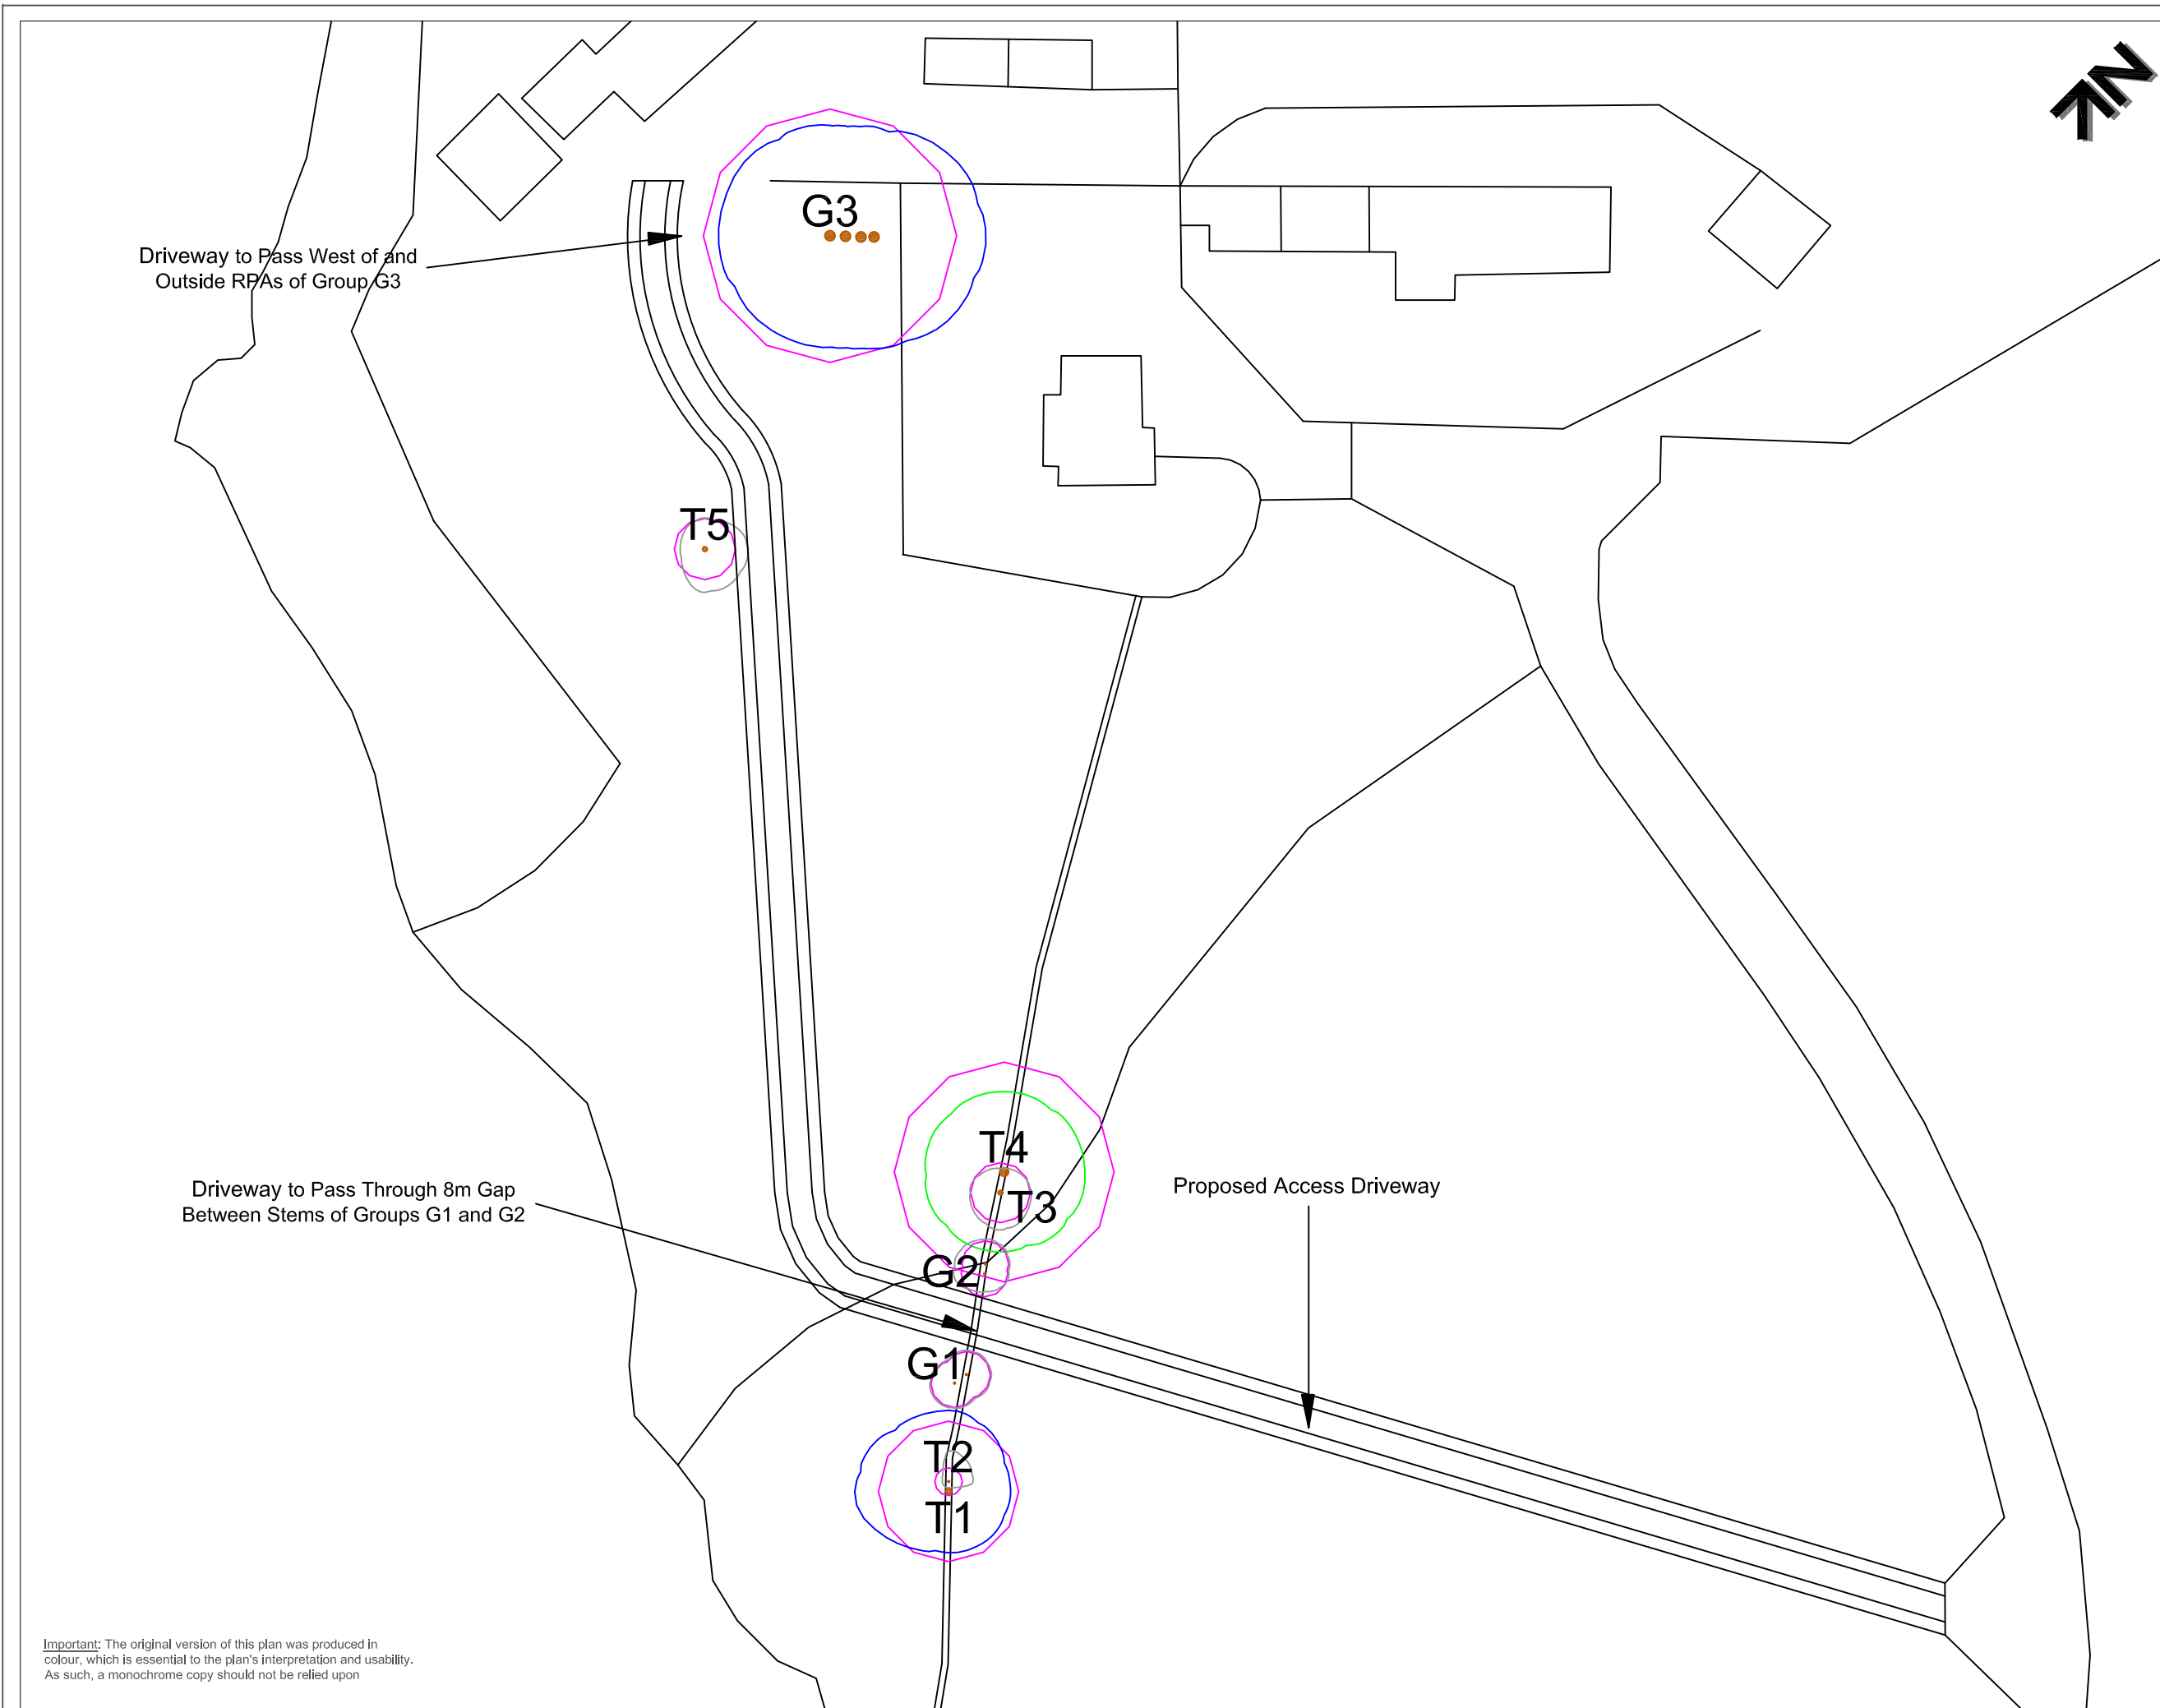 N
G3
Driveway to Pass West of and
Outside RPAs of Group G3
T5
T4
T3
Driveway to Pass Through 8m Gap
Between Stems of Groups G1 and G2
Proposed Access Driveway
G2
G1
T2
T1
Important: The original version of this plan was produced in
colour, which is essential to the plan's interpretation and usability.
As such, a monochrome copy should not be relied upon